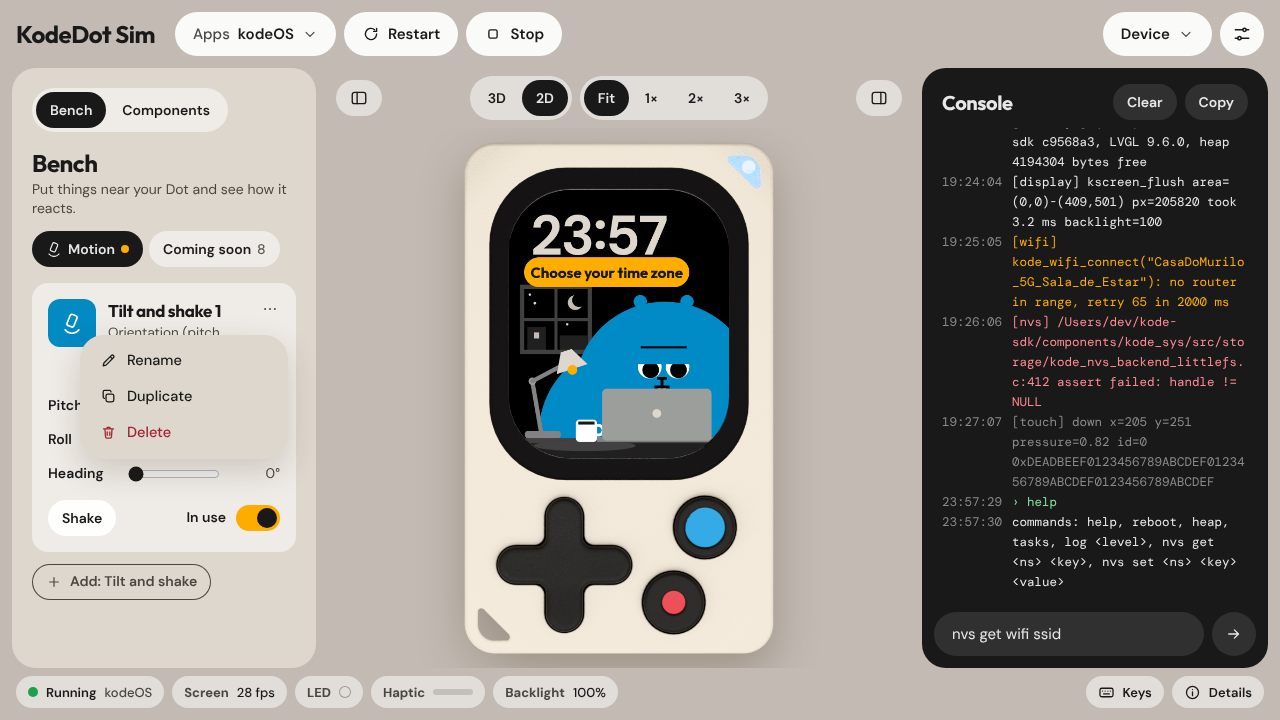 KodeDot Sim
Apps kodeOS
Restart
Stop
Device
Bench
Components
Bench
Put things near your Dot and see how it
reacts.
Motion
Coming soon 8
Tilt and shake 1
Orientation (pitch
Rename
Duplicate
Delete
Pitch
Roll
Heading
0°
Shake
In use
Add: Tilt and shake
3D
2D
Fit
1×
2×
3×
23:57
Choose your time zone
Console
Clear
Copy
sdk c9568a3, LVGL 9.6.0, heap
4194304 bytes free
19:24:04 [display] kscreen_flush area=
(0,0)-(409,501) px=205820 took
3.2 ms backlight=100
19:25:05 [wifi]
kode_wifi_connect("CasaDoMurilo
_5G_Sala_de_Estar"): no router
in range, retry 65 in 2000 ms
19:26:06 [nvs] /Users/dev/kode-
sdk/components/kode_sys/src/sto
rage/kode_nvs_backend_littlefs.
c:412 assert failed: handle !=
NULL
19:27:07 [touch] down x=205 y=251
pressure=0.82 id=0
0xDEADBEEF0123456789ABCDEF01234
56789ABCDEF0123456789ABCDEF
23:57:29 › help
23:57:30 commands: help, reboot, heap,
tasks, log <level>, nvs get
<ns> <key>, nvs set <ns> <key>
<value>
nvs get wifi ssid
Running kodeOS
Screen 28 fps
LED
Haptic
Backlight 100%
Keys
Details